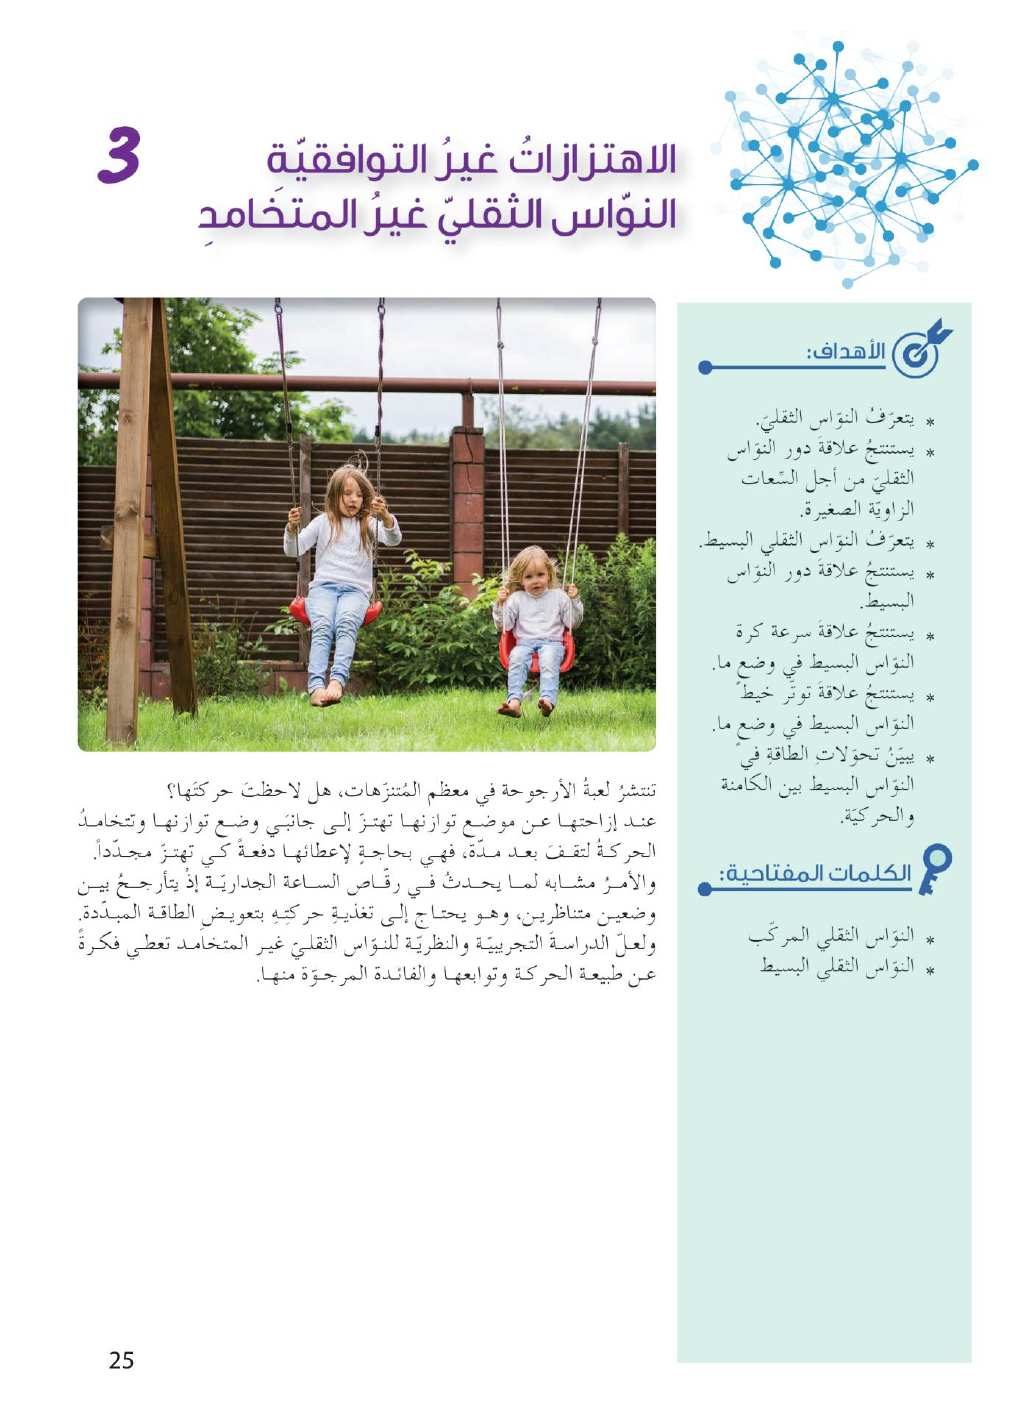 3
الاهتزازاتُ غيرُ التوافقيّة
النوّاس الثقليّ غيرُ المتخَامدِ
الأهداف:
* يتعرّفُ النوّاس الثقليّ.
* يستنتجُ علاقةَ دور النوّاس
الثقليّ من أجل السِّعات
الزاويّة الصغيرة.
* يتعرّفُ النوّاس الثقلي البسيط.
* يستنتجُ علاقةَ دور النوّاس
البسيط.
* يستنتجُ علاقةَ سرعة كرة
النوّاس البسيط في وضعٍ ما.
* يستنتجُ علاقةَ توتّر خيط
النوّاس البسيط في وضعٍ ما.
* يبيّنُ تحوّلاتِ الطاقةِ في
النوّاس البسيط بين الكامنة
والحركيّة.
الكلمات المفتاحية:
* النوّاس الثقلي المركّب
* النوّاس الثقلي البسيط
تنتشرُ لعبةُ الأرجوحة في معظم المُتنزّهات، هل لاحظتَ حركتَها؟
عند إزاحتها عن موضع توازنها تهتزّ إلى جانبَي وضع توازنها وتتخامدُ
الحركةُ لتقفَ بعد مدّة، فهي بحاجةٍ لإعطائها دفعةً كي تهتزّ مجدّداً.
والأمرُ مشابه لما يحدثُ في رقّاص الساعة الجداريّة إذْ يتأرجحُ بين
وضعين متناظرين، وهو يحتاج إلى تغذيةِ حركتِهِ بتعويض الطاقة المبدّدة.
ولعلّ الدراسةَ التجريبيّة والنظريّة للنوّاس الثقليّ غير المتخامد تعطي فكرةً
عن طبيعة الحركة وتوابعها والفائدة المرجوّة منها.
25